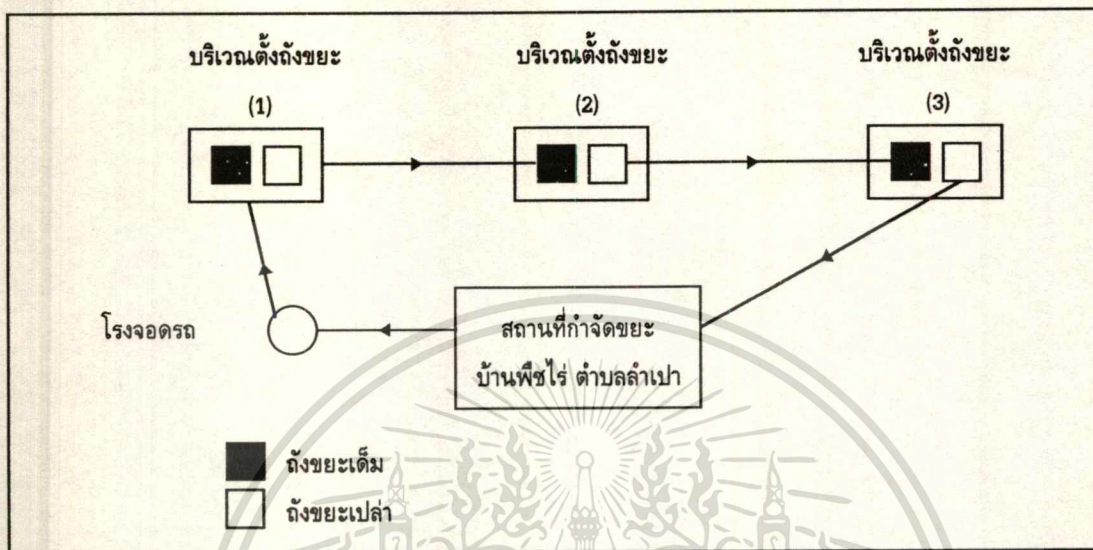 บริเวณตั้งถังขยะ บริเวณตั้งถังขยะ บริเวณตั้งถังขยะ
(1) (2) (3)
โรงจอดรถ
สถานที่กำจัดขยะ
บ้านพืชไร่ ตำบลลำเปา
ถังขยะเต็ม
ถังขยะเปล่า